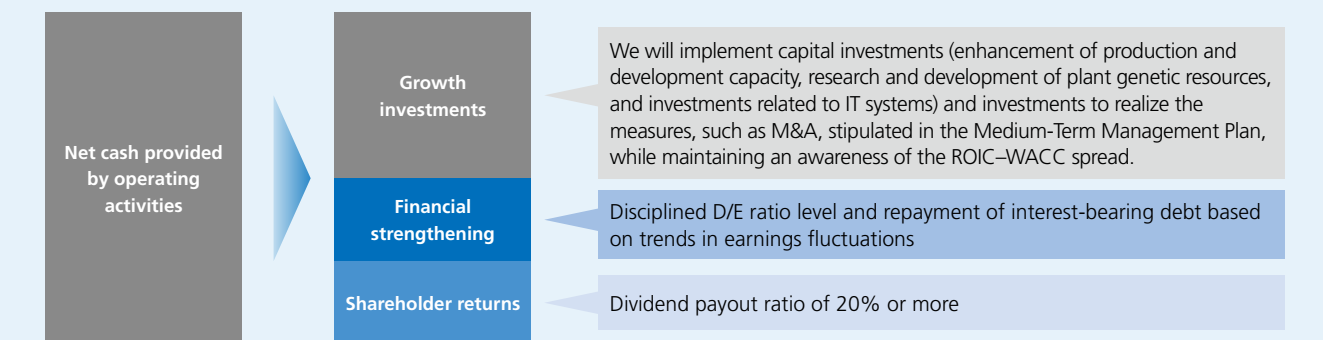 Net cash provided
by operating
activities
Growth
investments
We will implement capital investments (enhancement of production and
development capacity, research and development of plant genetic resources,
and investments related to IT systems) and investments to realize the
measures, such as M&A, stipulated in the Medium-Term Management Plan,
while maintaining an awareness of the ROIC–WACC spread.
Financial
strengthening
Disciplined D/E ratio level and repayment of interest-bearing debt based
on trends in earnings fluctuations
Shareholder returns
Dividend payout ratio of 20% or more